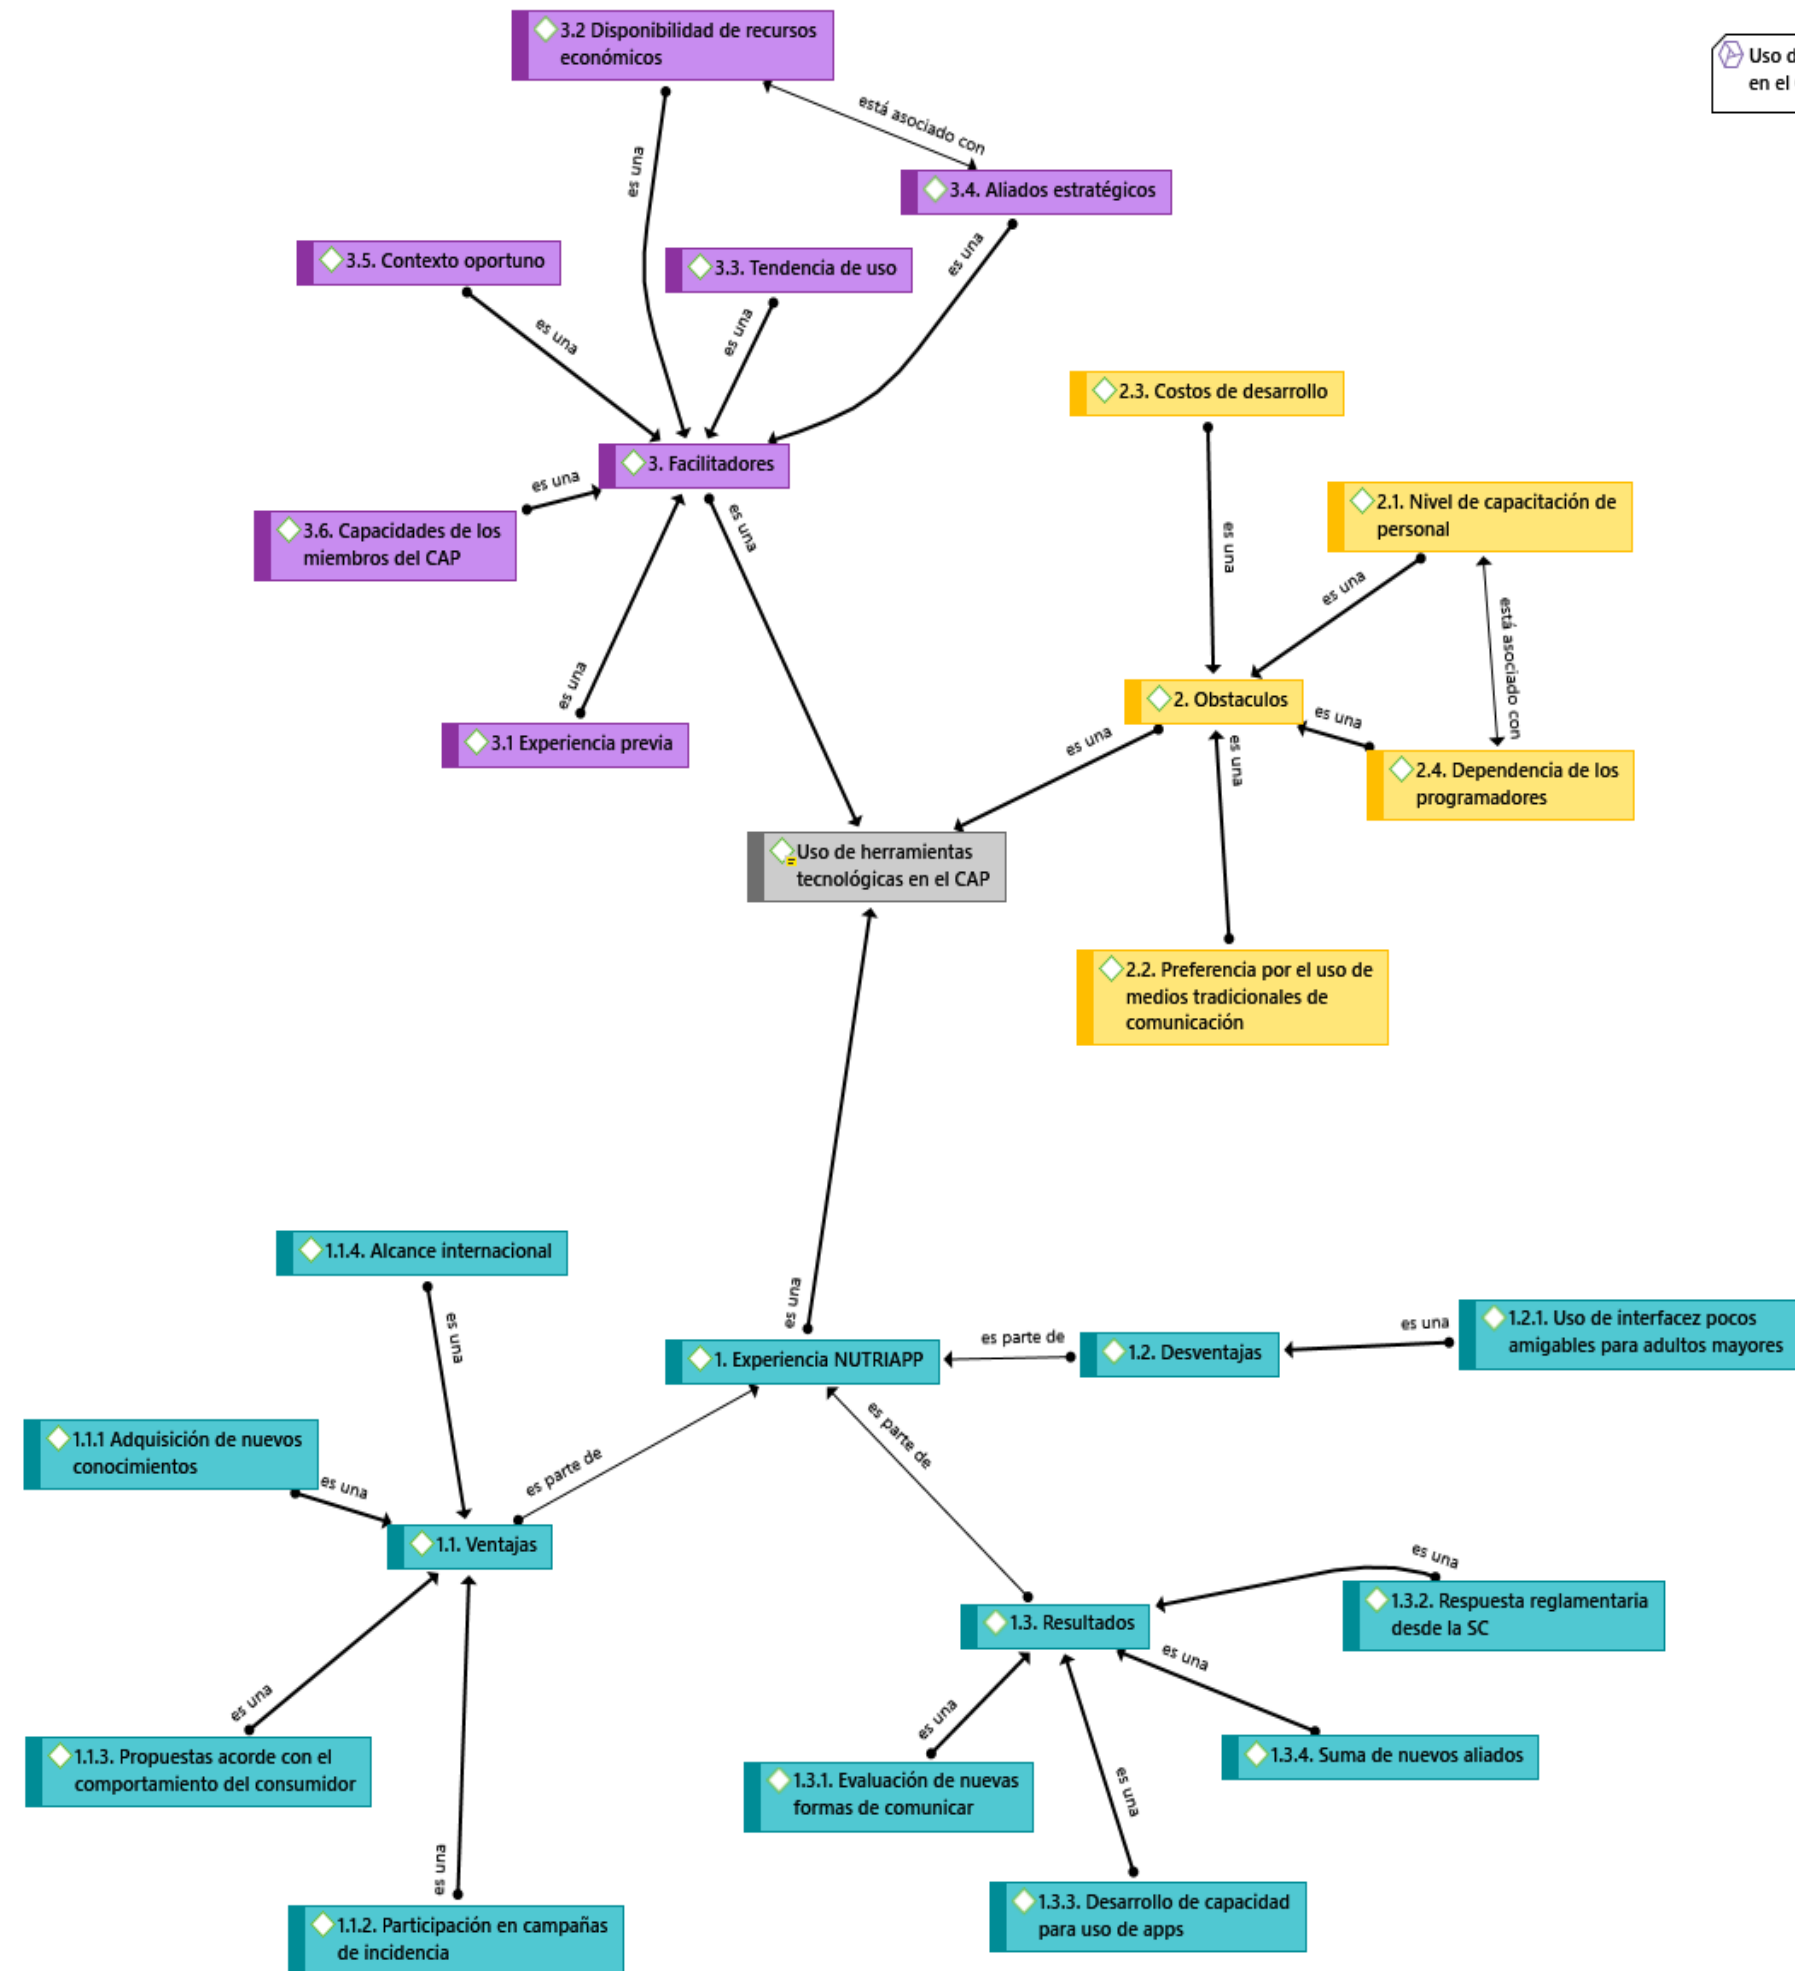 3.2 Disponibilidad de recursos
económicos
Uso d
en el
está asociado con
es una
3.4. Aliados estratégicos
3.5. Contexto oportuno
3.3. Tendencia de uso
es una
es una
es una
2.3. Costos de desarrollo
3. Facilitadores
es una
3.6. Capacidades de los
miembros del CAP
es una
2.1. Nivel de capacitación de
personal
es una
es una
está asociado con
es una
3.1 Experiencia previa
2. Obstaculos
es una
es una
es una
2.4. Dependencia de los
programadores
Uso de herramientas
tecnológicas en el CAP
2.2. Preferencia por el uso de
medios tradicionales de
comunicación
1.1.4. Alcance internacional
es una
es una
1. Experiencia NUTRIAPP
es parte de
1.2. Desventajas
es una
1.2.1. Uso de interfacez pocos
amigables para adultos mayores
1.1.1 Adquisición de nuevos
conocimientos
es una
es parte de
es parte de
1.1. Ventajas
es una
1.3.2. Respuesta reglamentaria
desde la SC
1.3. Resultados
es una
es una
es una
1.1.3. Propuestas acorde con el
comportamiento del consumidor
1.3.4. Suma de nuevos aliados
1.3.1. Evaluación de nuevas
formas de comunicar
es una
es una
1.3.3. Desarrollo de capacidad
para uso de apps
1.1.2. Participación en campañas
de incidencia